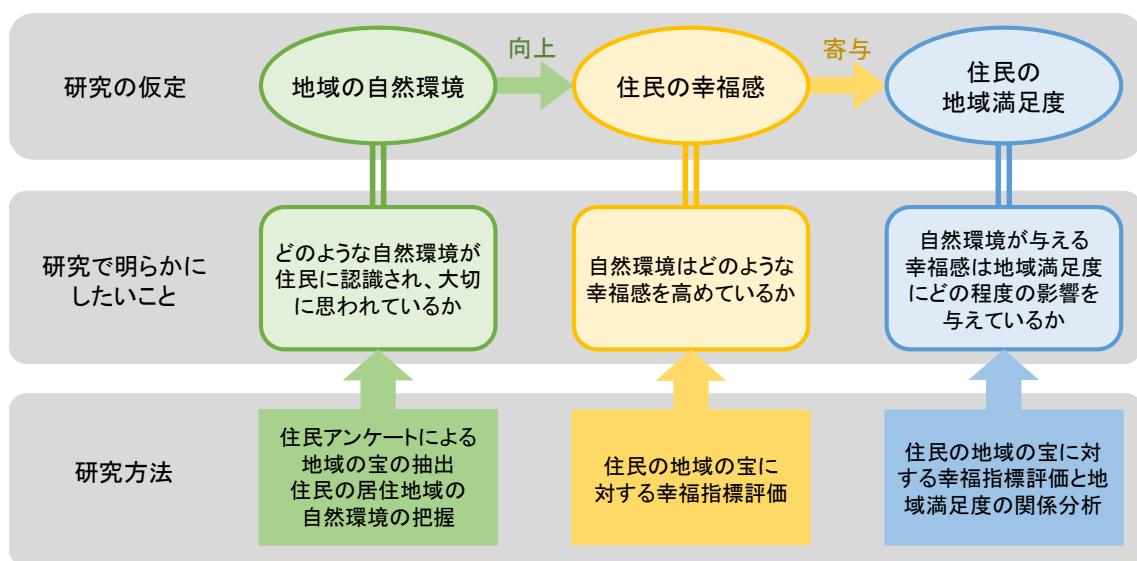 研究の仮定
地域の自然環境
向上
住民の幸福感
寄与
住民の
地域満足度
研究で明らかに
したいこと
どのような自然環境が
住民に認識され、大切
に思われているか
自然環境はどのような
幸福感を高めているか
自然環境が与える
幸福感は地域満足度
にどの程度の影響を
与えているか
研究方法
住民アンケートによる
地域の宝の抽出
住民の居住地域の
自然環境の把握
住民の地域の宝に
対する幸福指標評価
住民の地域の宝に対
する幸福指標評価と地
域満足度の関係分析